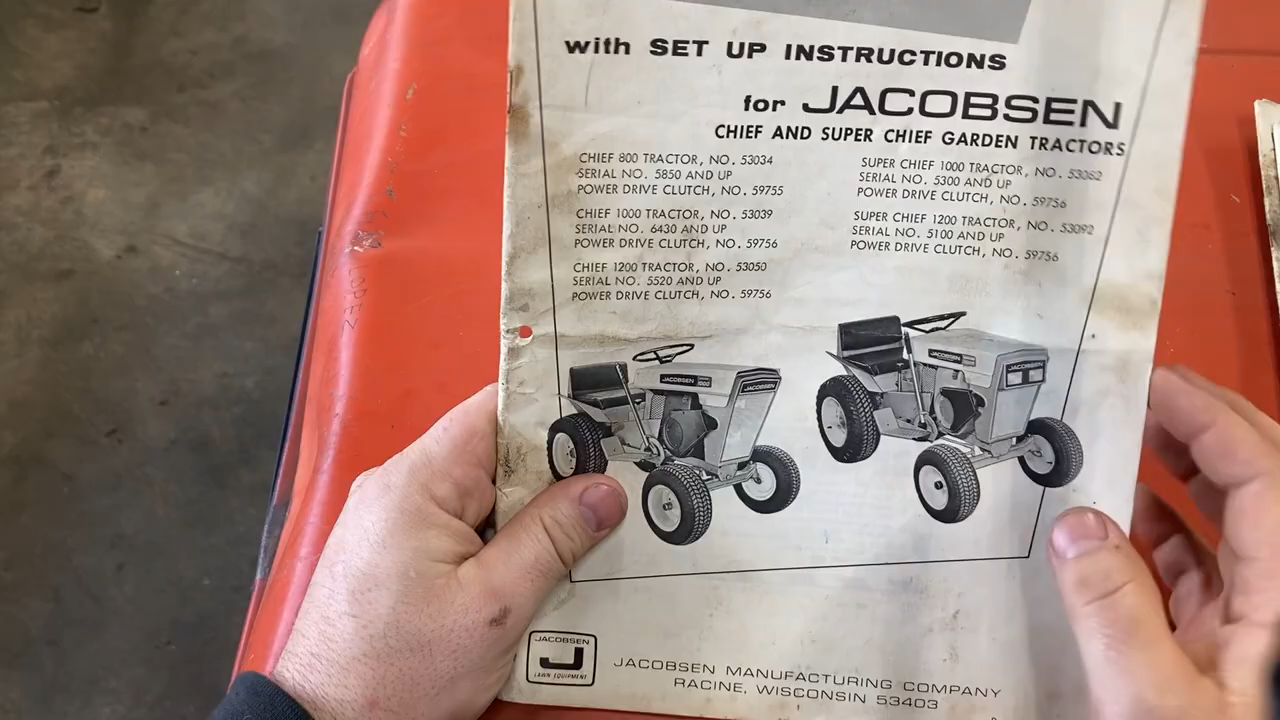 with SET UP INSTRUCTIONS
for JACOBSEN
CHIEF AND SUPER CHIEF GARDEN TRACTORS
CHIEF 800 TRACTOR, NO. 53034
SERIAL NO. 5850 AND UP
POWER DRIVE CLUTCH, NO. 59755
CHIEF 1000 TRACTOR, NO. 53039
SERIAL NO. 6430 AND UP
POWER DRIVE CLUTCH, NO. 59756
CHIEF 1200 TRACTOR, NO. 53050
SERIAL NO. 5520 AND UP
POWER DRIVE CLUTCH, NO. 59756
SUPER CHIEF 1000 TRACTOR, NO. 53062
SERIAL NO. 5300 AND UP
POWER DRIVE CLUTCH, NO. 59756
SUPER CHIEF 1200 TRACTOR, NO. 53092
SERIAL NO. 5100 AND UP
POWER DRIVE CLUTCH, NO. 59756
JACOBSEN 1000
JACOBSEN
JACOBSEN
JACOBSEN
J
LAWN EQUIPMENT
JACOBSEN MANUFACTURING COMPANY
RACINE, WISCONSIN 53403
LOPEZ